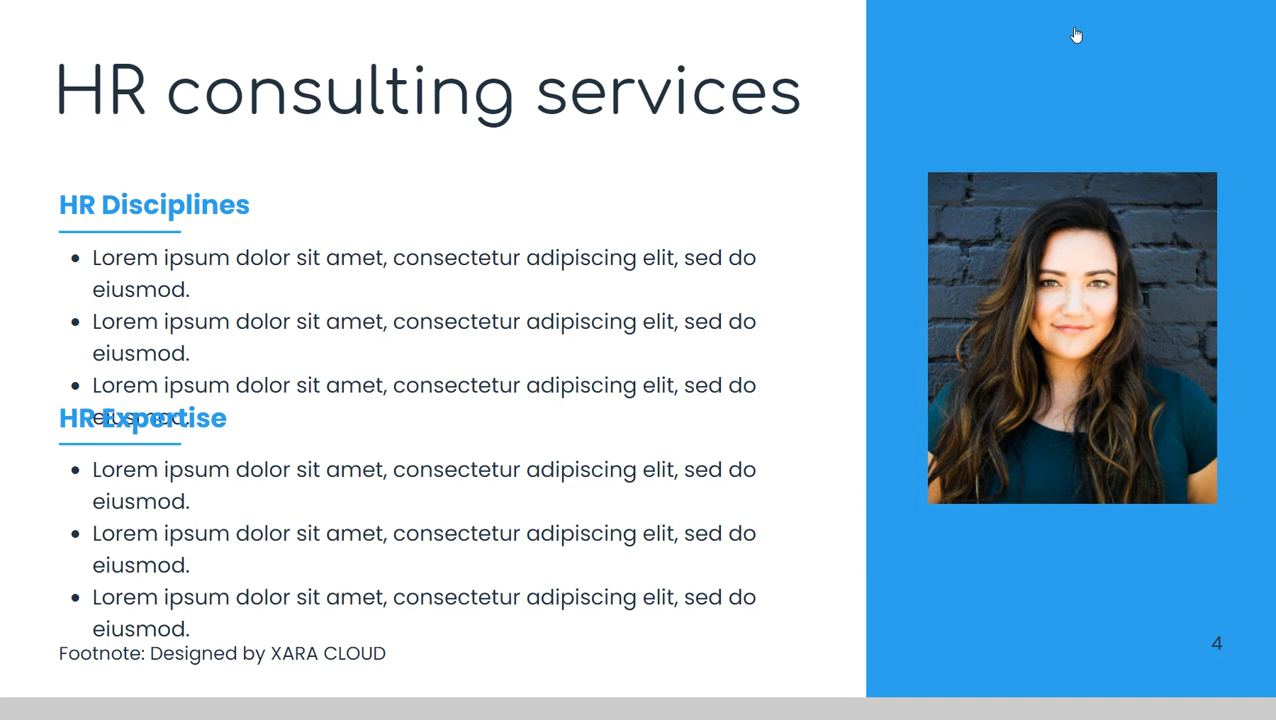 HR consulting services
HR Disciplines
• Lorem ipsum dolor sit amet, consectetur adipiscing elit, sed do
eiusmod.
• Lorem ipsum dolor sit amet, consectetur adipiscing elit, sed do
eiusmod.
• Lorem ipsum dolor sit amet, consectetur adipiscing elit, sed do
eiusmod.
HR Expertise
• Lorem ipsum dolor sit amet, consectetur adipiscing elit, sed do
eiusmod.
• Lorem ipsum dolor sit amet, consectetur adipiscing elit, sed do
eiusmod.
• Lorem ipsum dolor sit amet, consectetur adipiscing elit, sed do
eiusmod.
Footnote: Designed by XARA CLOUD
4